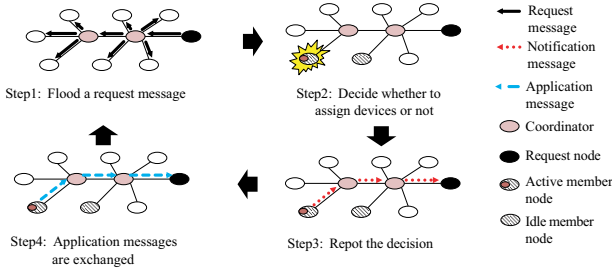 Step1: Flood a request message
Step2: Decide whether to
assign devices or not
Step4: Application messages
are exchanged
Step3: Repot the decision
Request
message
Notification
message
Application
message
Coordinator
Request node
Active member
node
Idle member
node